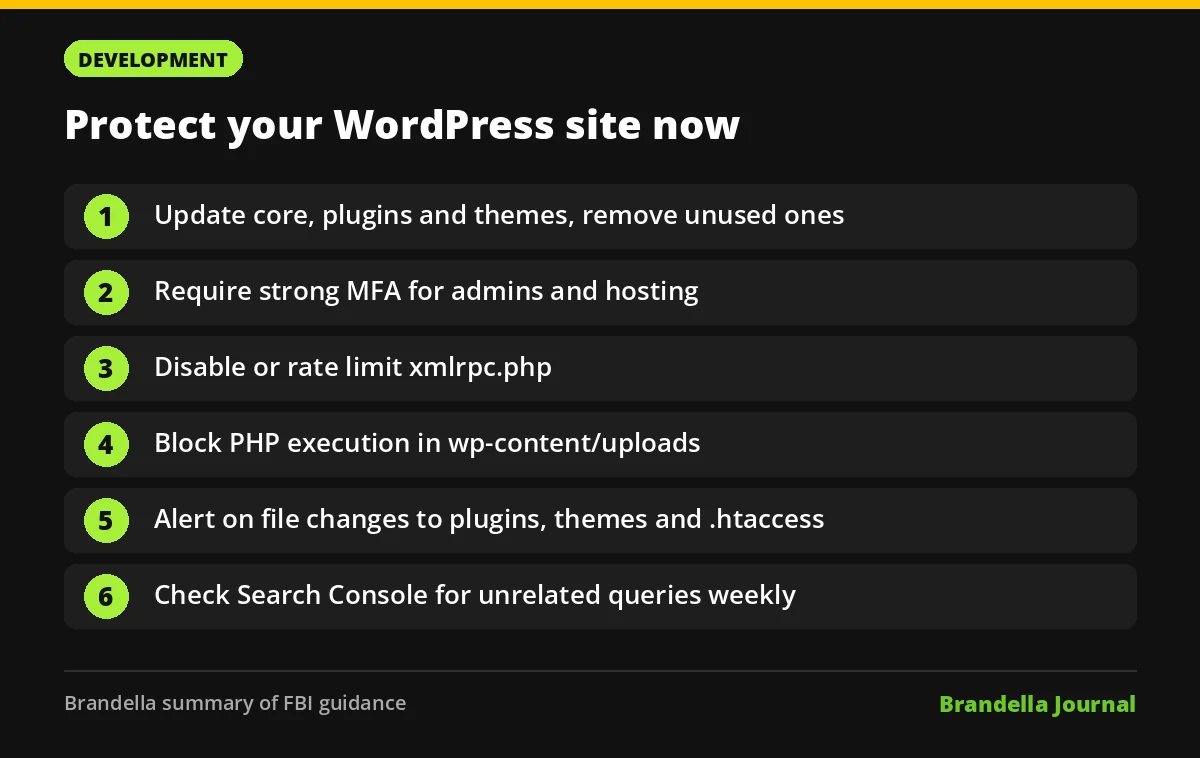 DEVELOPMENT
Protect your WordPress site now
1 Update core, plugins and themes, remove unused ones
2 Require strong MFA for admins and hosting
3 Disable or rate limit xmlrpc.php
4 Block PHP execution in wp-content/uploads
5 Alert on file changes to plugins, themes and .htaccess
6 Check Search Console for unrelated queries weekly
Brandella summary of FBI guidance
Brandella Journal